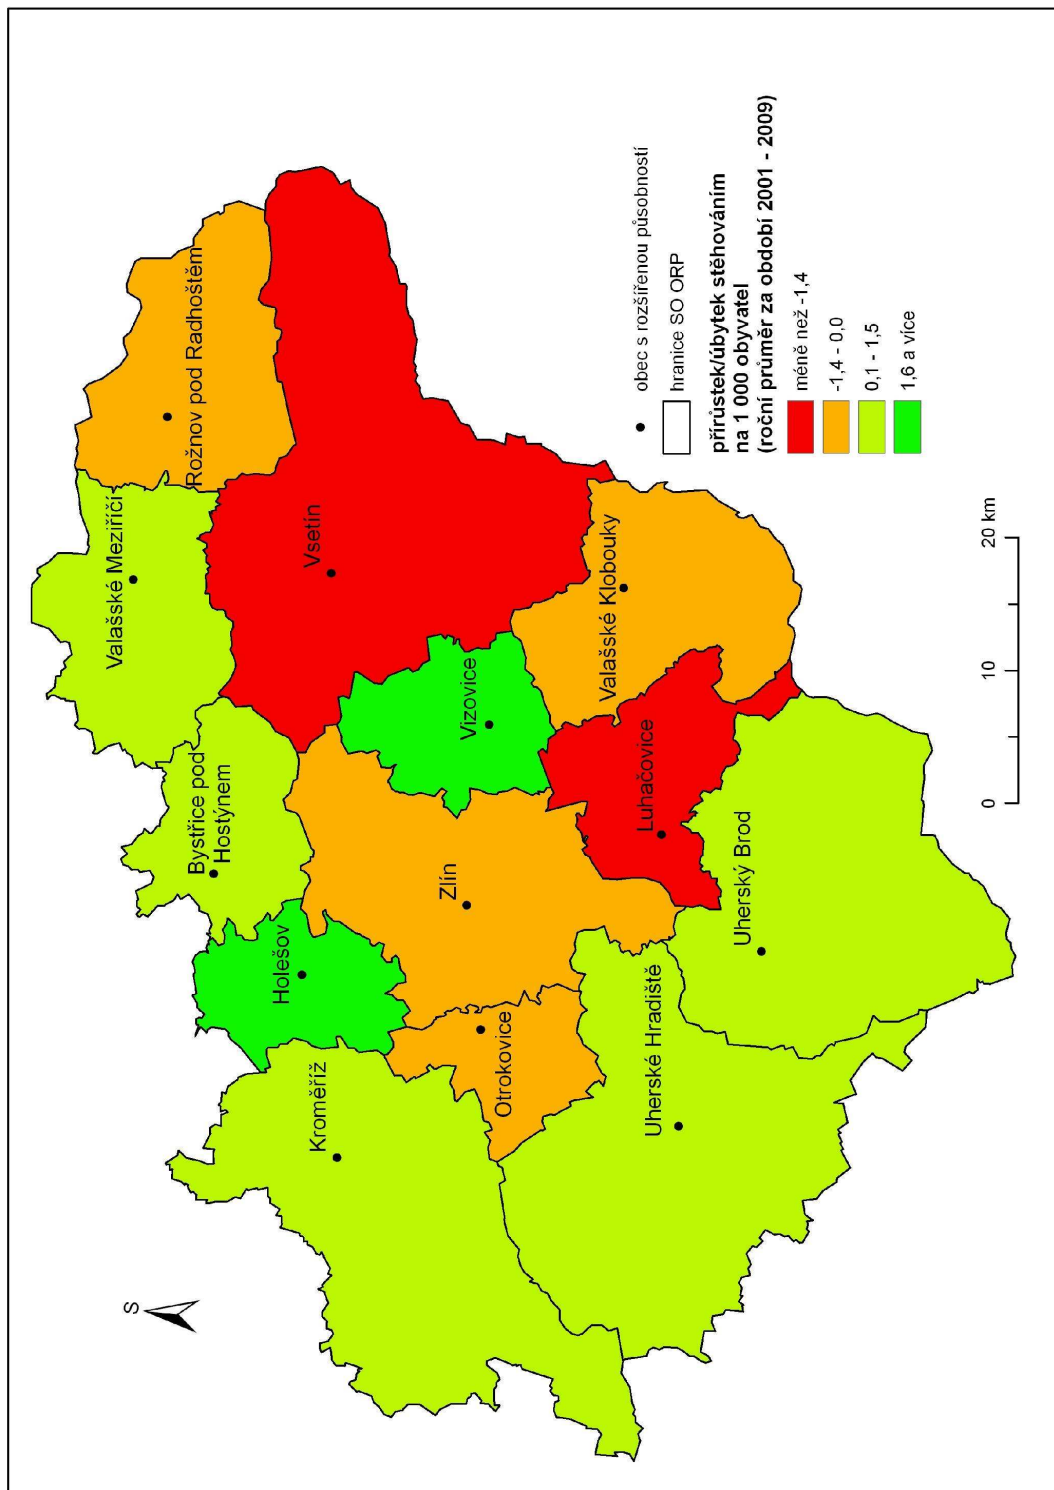 S
Rožnov pod Radhoštěm
Valašské Meziříčí
Bystřice pod
Hostýnem
Holešov
Kroměříž
Vsetín
Vizovice
Zlín
Otrokovice
Valašské Klobouky
Luhačovice
Uherské Hradiště
Uherský Brod
obec s rozšířenou působností
hranice SO ORP
přírůstek/úbytek stěhováním
na 1 000 obyvatel
(roční průměr za období 2001 - 2009)
méně než -1,4
-1,4 - 0,0
0,1 - 1,5
1,6 a více
0 10 20 km